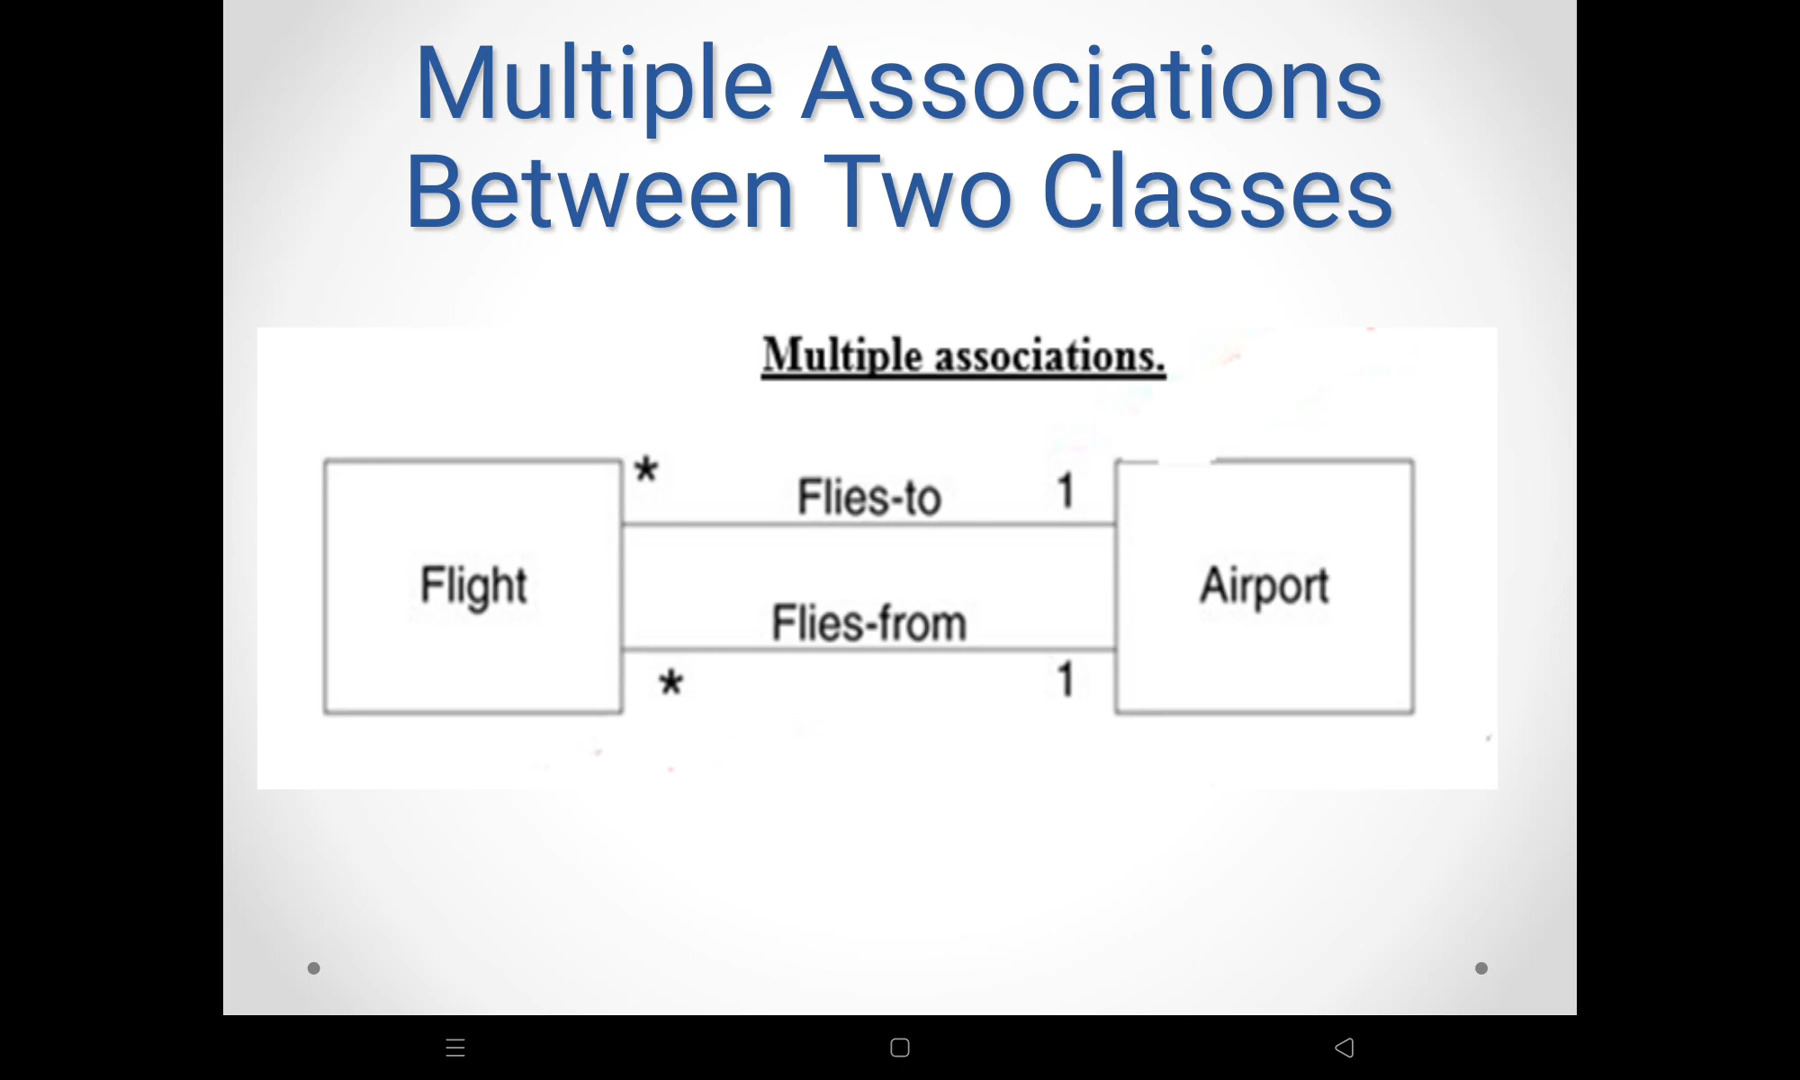 Multiple Associations
Between Two Classes
Multiple associations.
*
Flies-to
1
Flight
Airport
Flies-from
*
1